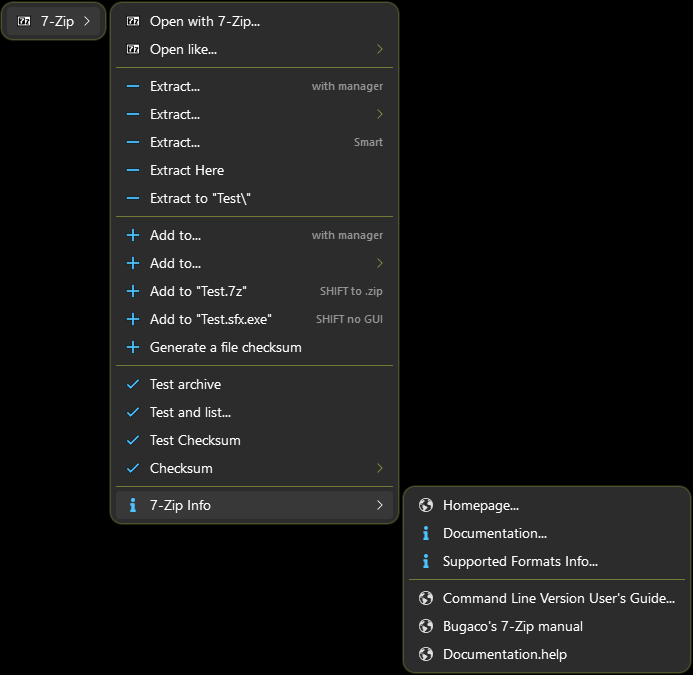 7-Zip
Open with 7-Zip...
Open like...
Extract... with manager
Extract...
Extract... Smart
Extract Here
Extract to "Test\"
Add to... with manager
Add to...
Add to "Test.7z" SHIFT to .zip
Add to "Test.sfx.exe" SHIFT no GUI
Generate a file checksum
Test archive
Test and list...
Test Checksum
Checksum
7-Zip Info
Homepage...
Documentation...
Supported Formats Info...
Command Line Version User's Guide...
Bugaco's 7-Zip manual
Documentation.help